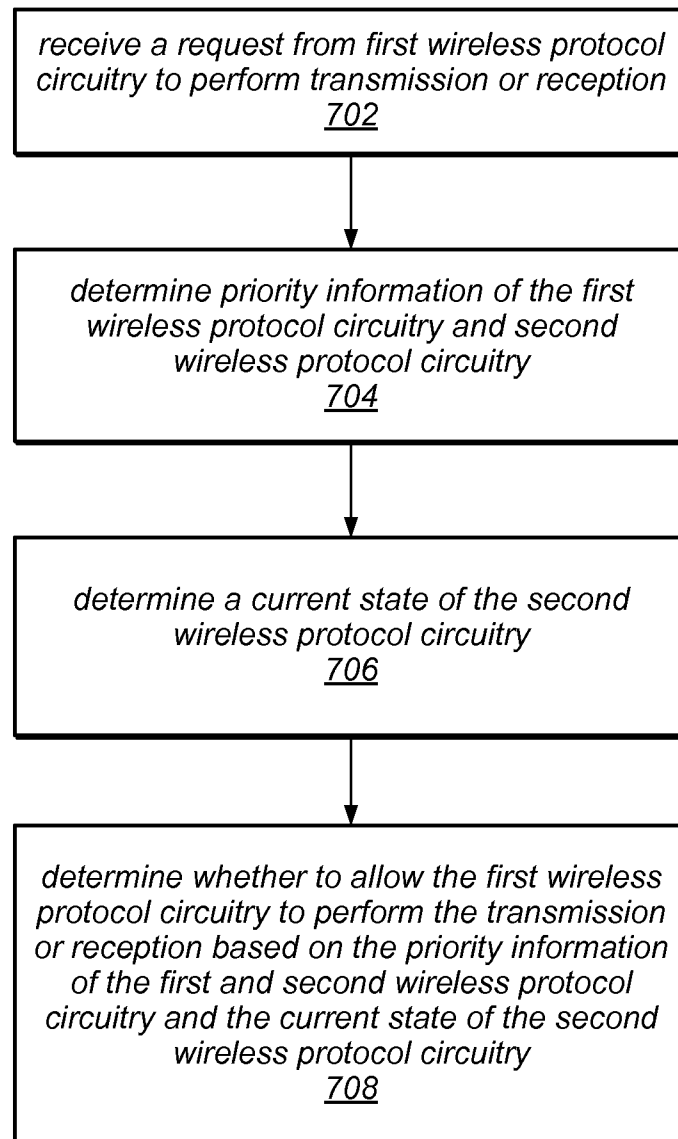 receive a request from first wireless protocol
circuitry to perform transmission or reception
702
determine priority information of the first
wireless protocol circuitry and second
wireless protocol circuitry
704
determine a current state of the second
wireless protocol circuitry
706
determine whether to allow the first wireless
protocol circuitry to perform the transmission
or reception based on the priority information
of the first and second wireless protocol
circuitry and the current state of the second
wireless protocol circuitry
708